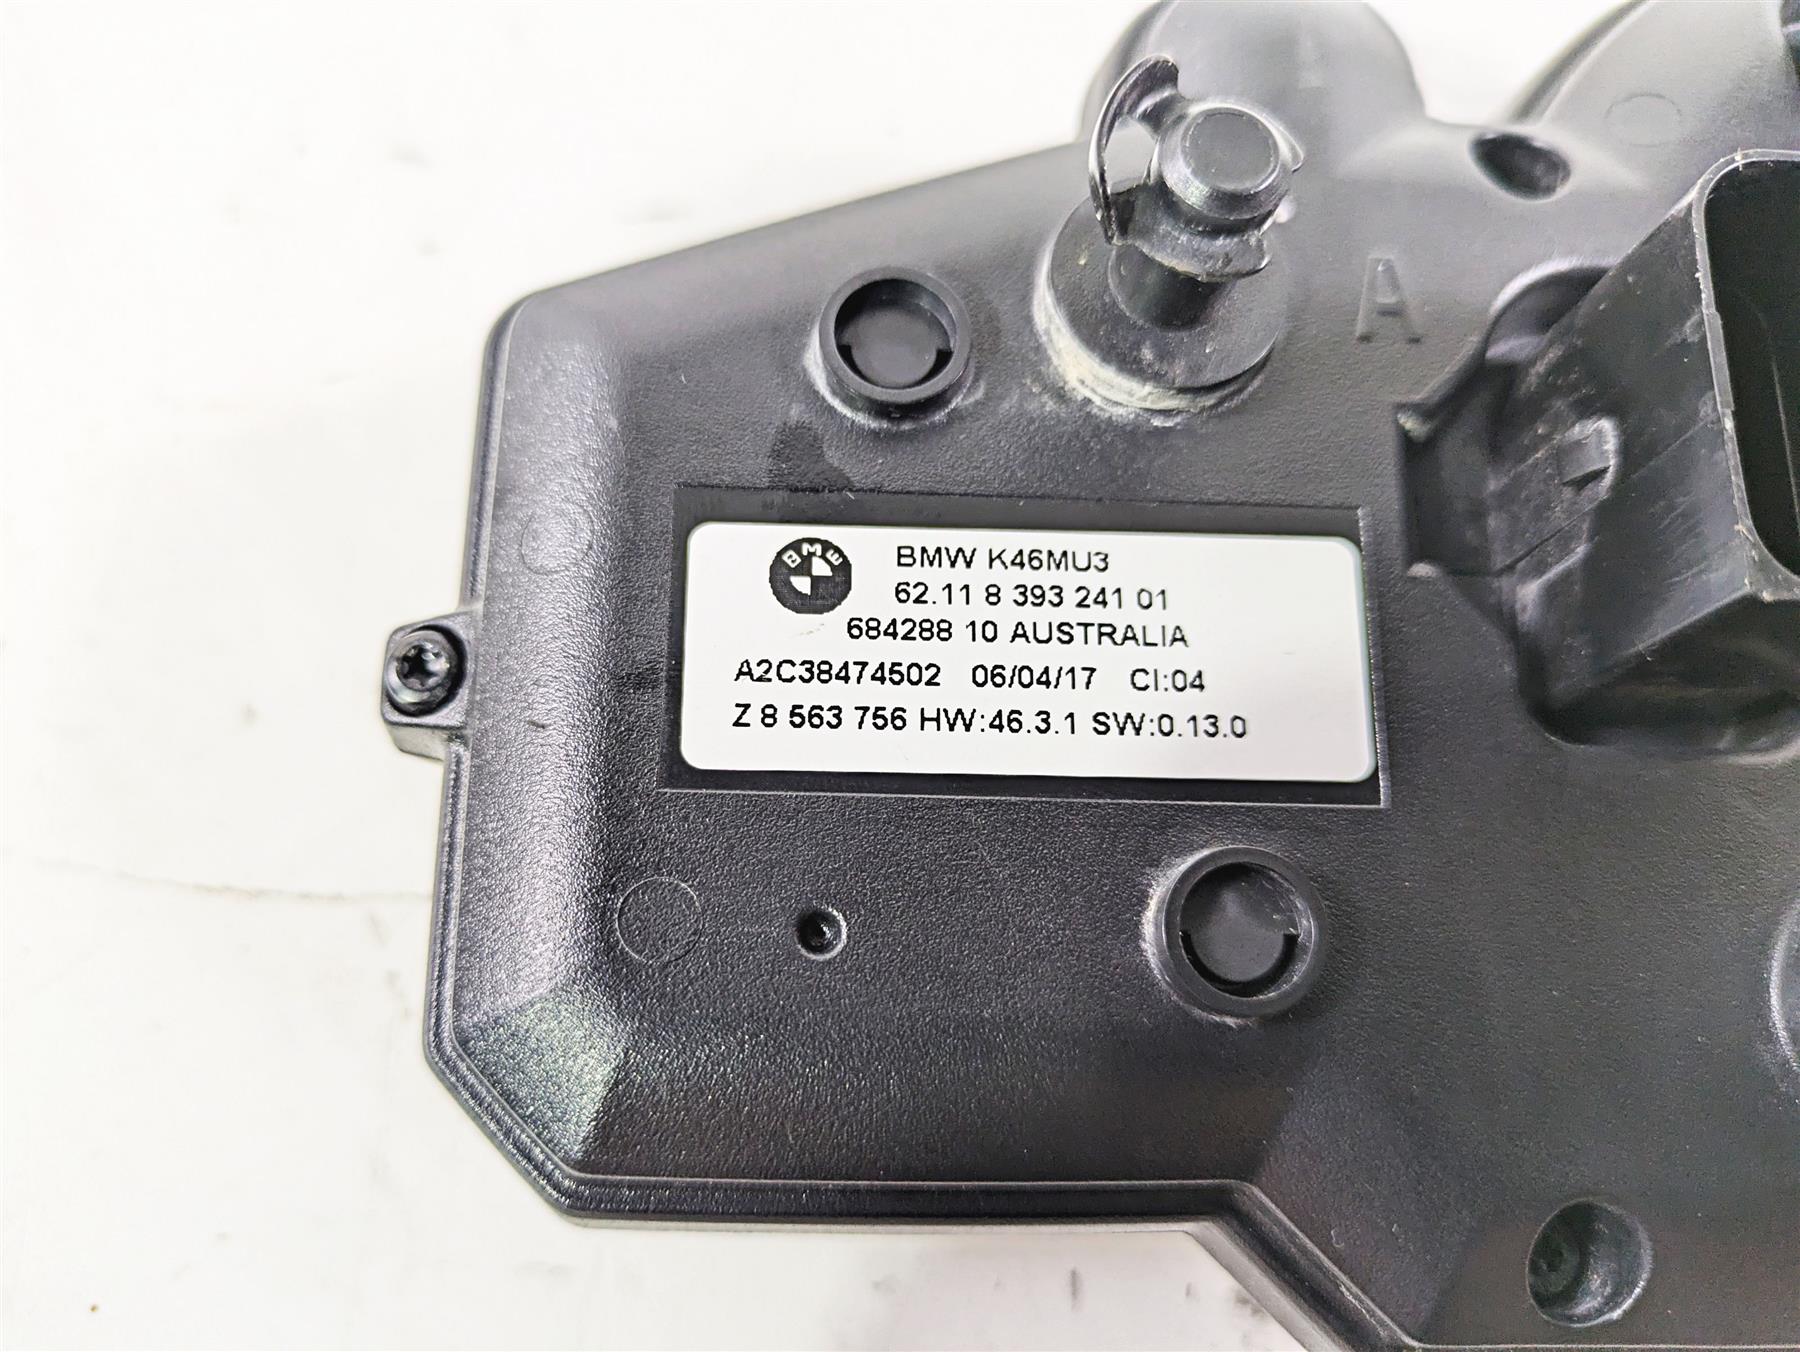 A
BMW
BMW K46MU3
62.11 8 393 241 01
684288 10 AUSTRALIA
A2C38474502 06/04/17 CI:04
Z 8 563 756 HW:46.3.1 SW:0.13.0